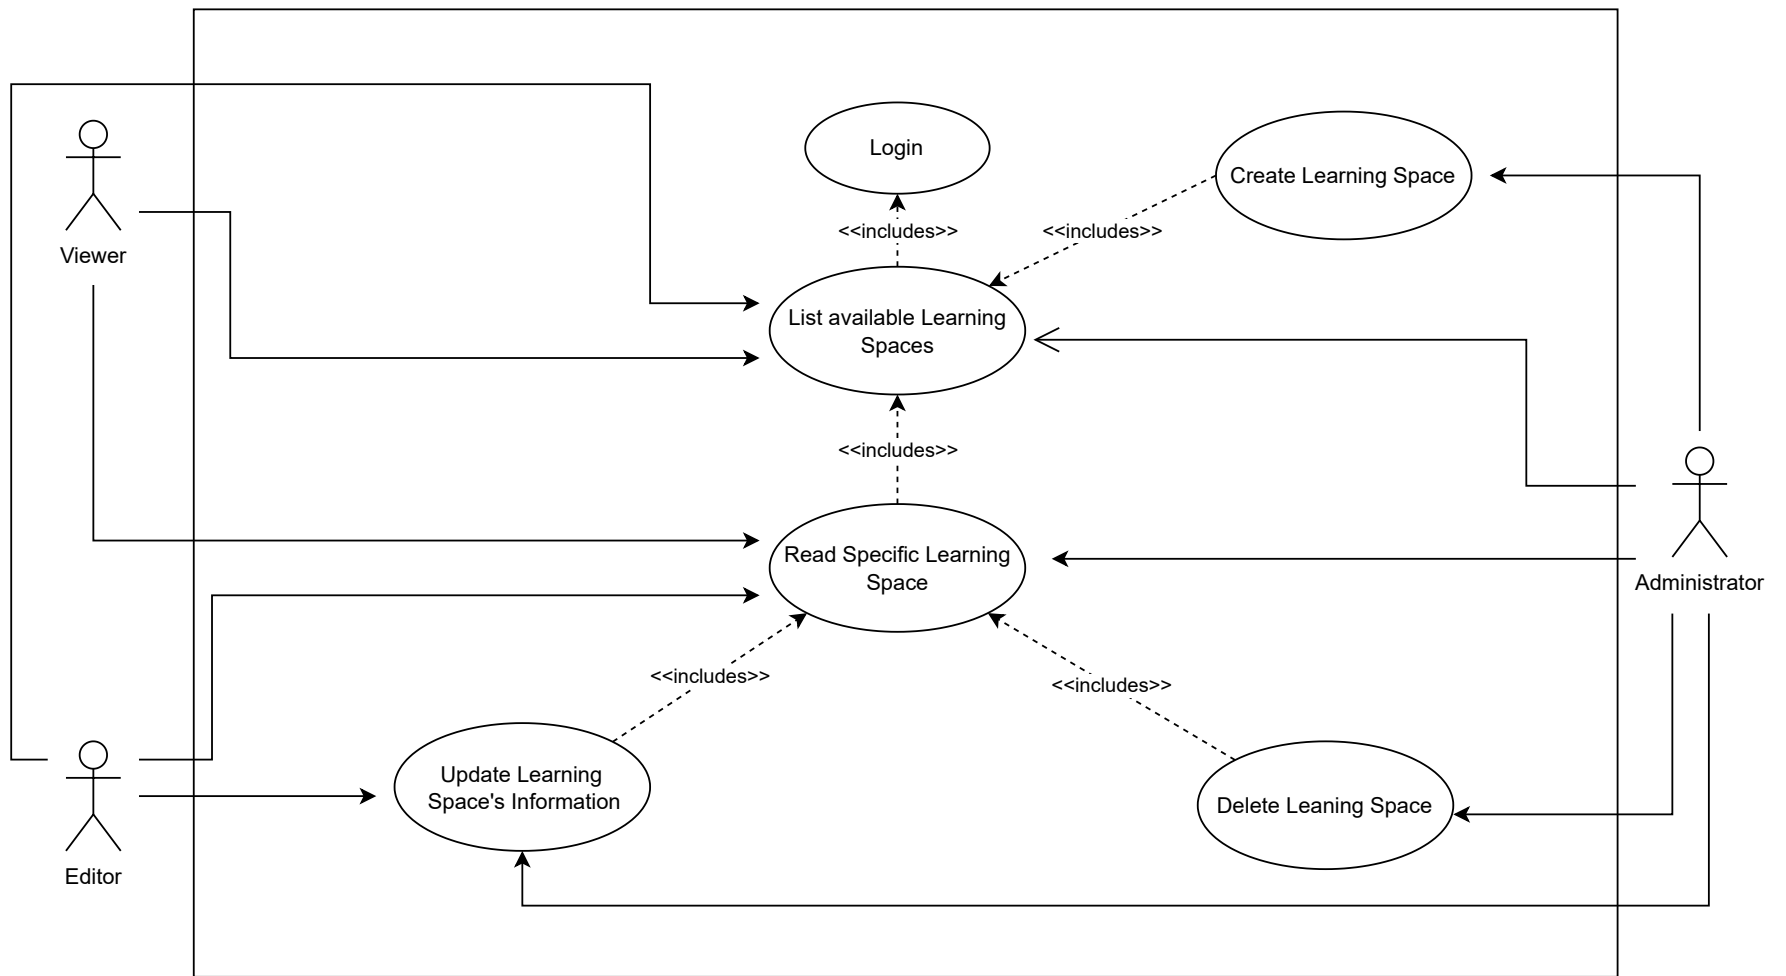 Login
Create Learning Space
Viewer
<<includes>>
<<includes>>
List available Learning
Spaces
<<includes>>
Read Specific Learning
Space
Administrator
<<includes>>
<<includes>>
Update Learning
Space's Information
Delete Leaning Space
Editor